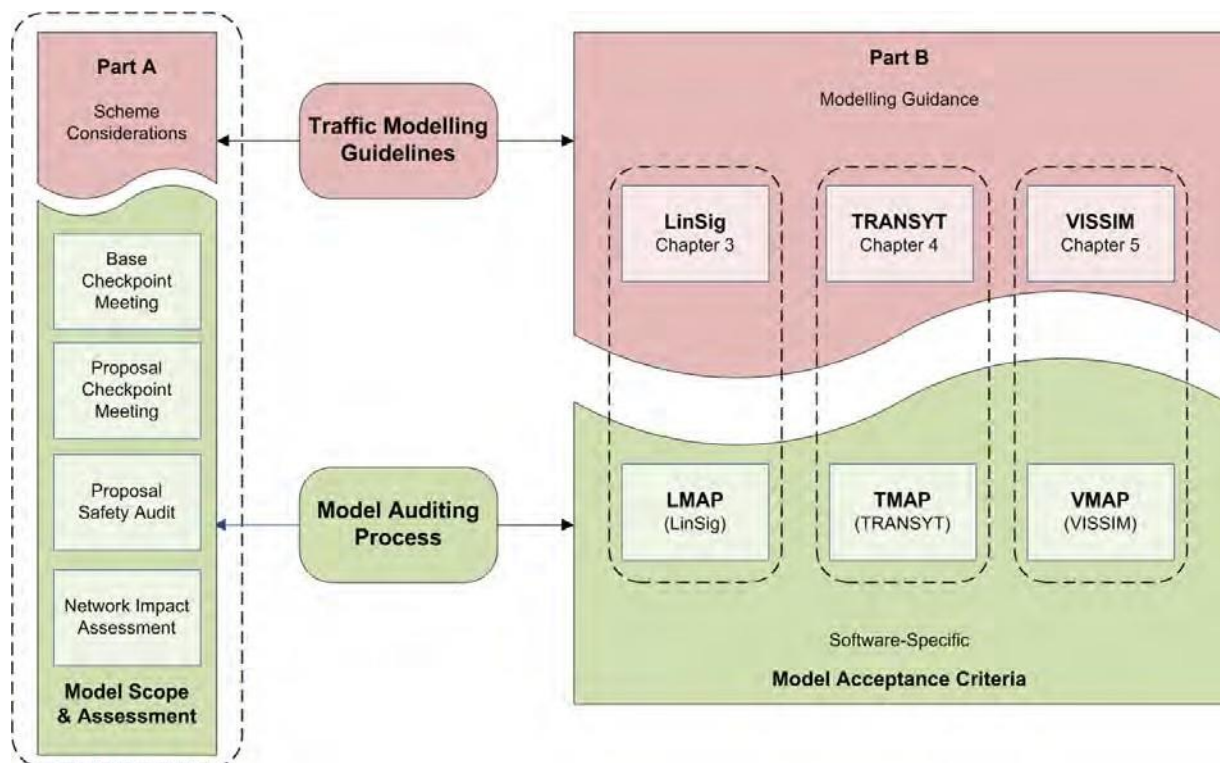 Part A
Scheme
Considerations
Base
Checkpoint
Meeting
Proposal
Checkpoint
Meeting
Proposal
Safety Audit
Network Impact
Assessment
Model Scope
& Assessment
Traffic Modelling
Guidelines
Model Auditing
Process
Part B
Modelling Guidance
LinSig
Chapter 3
TRANSYT
Chapter 4
VISSIM
Chapter 5
LMAP
(LinSig)
TMAP
(TRANSYT)
VMAP
(VISSIM)
Software-Specific
Model Acceptance Criteria